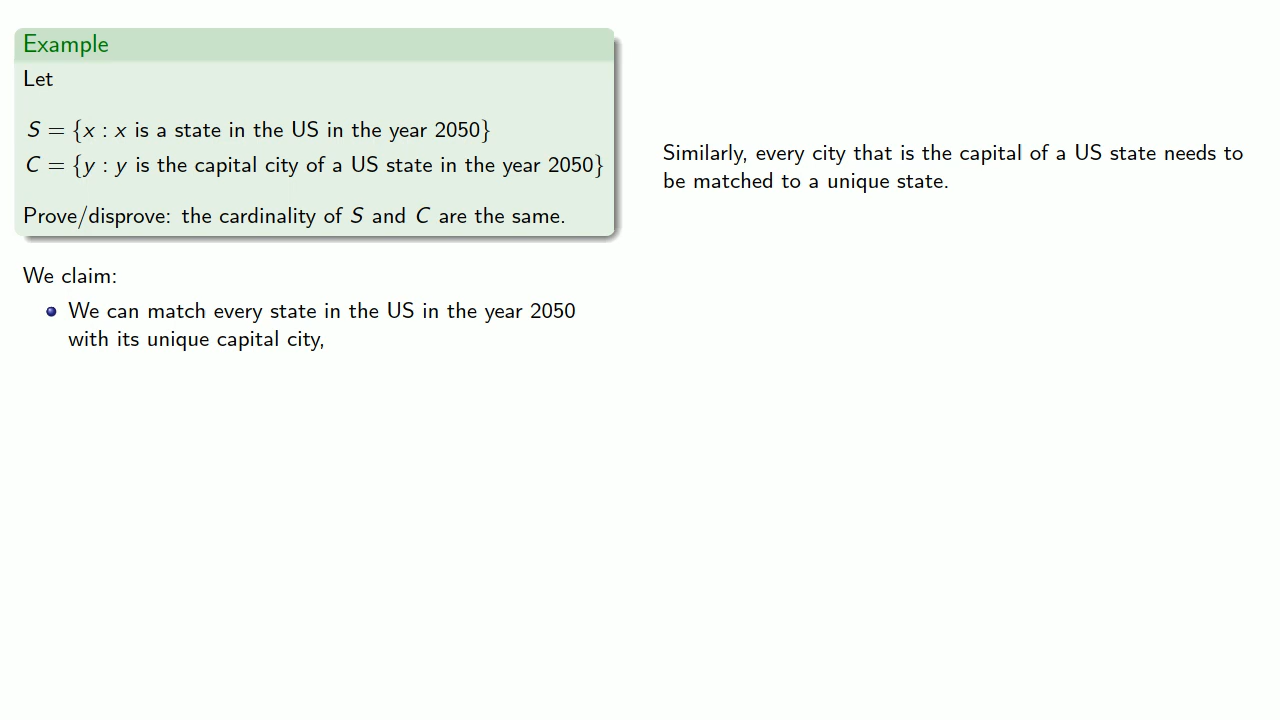 Example
Let
S = {x : x is a state in the US in the year 2050}
C = {y : y is the capital city of a US state in the year 2050}
Prove/disprove: the cardinality of S and C are the same.
We claim:
We can match every state in the US in the year 2050
with its unique capital city,
Similarly, every city that is the capital of a US state needs to
be matched to a unique state.